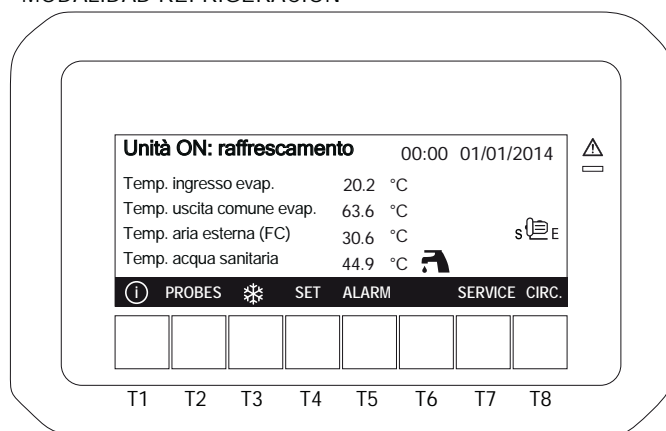 MODALIDAD REFRIGERACIÓN
Unità ON: raffrescamento 00:00 01/01/2014
Temp. ingresso evap. 20.2 °C
Temp. uscita comune evap. 63.6 °C
Temp. aria esterna (FC) 30.6 °C S E
Temp. acqua sanitaria 44.9 °C
i PROBES SET ALARM SERVICE CIRC.
T1 T2 T3 T4 T5 T6 T7 T8